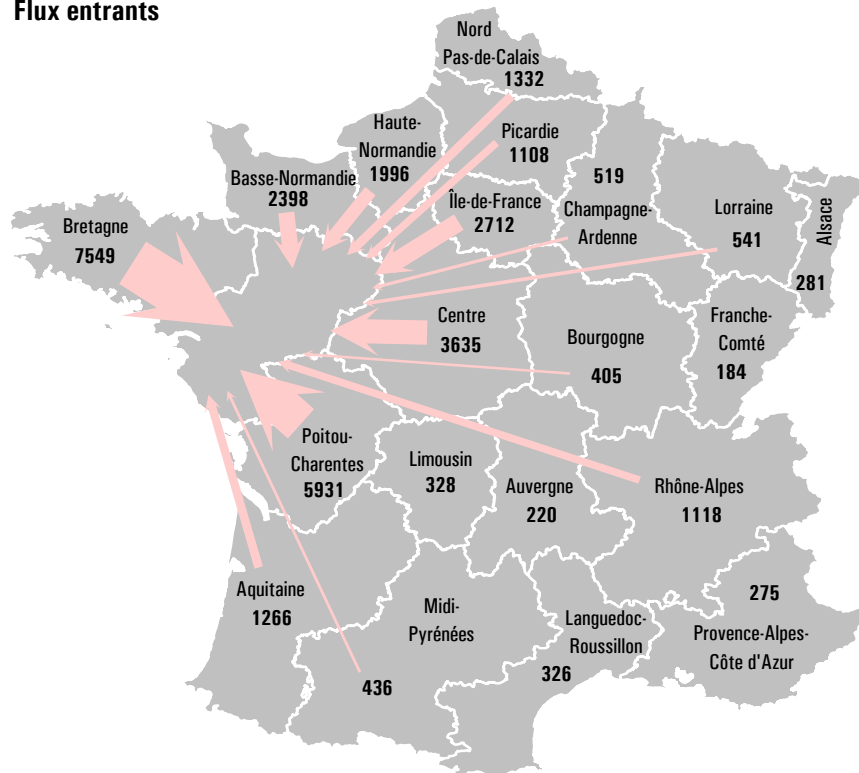 Flux entrants
Nord
Pas-de-Calais
1332
Haute-
Normandie
1996
Picardie
1108
Basse-Normandie
2398
Île-de-France
2712
519
Champagne-
Ardenne
Lorraine
541
Alsace
281
Bretagne
7549
Centre
3635
Bourgogne
405
Franche-
Comté
184
Poitou-
Charentes
5931
Limousin
328
Auvergne
220
Rhône-Alpes
1118
Aquitaine
1266
Midi-
Pyrénées
436
Languedoc-
Roussillon
326
275
Provence-Alpes-
Côte d'Azur